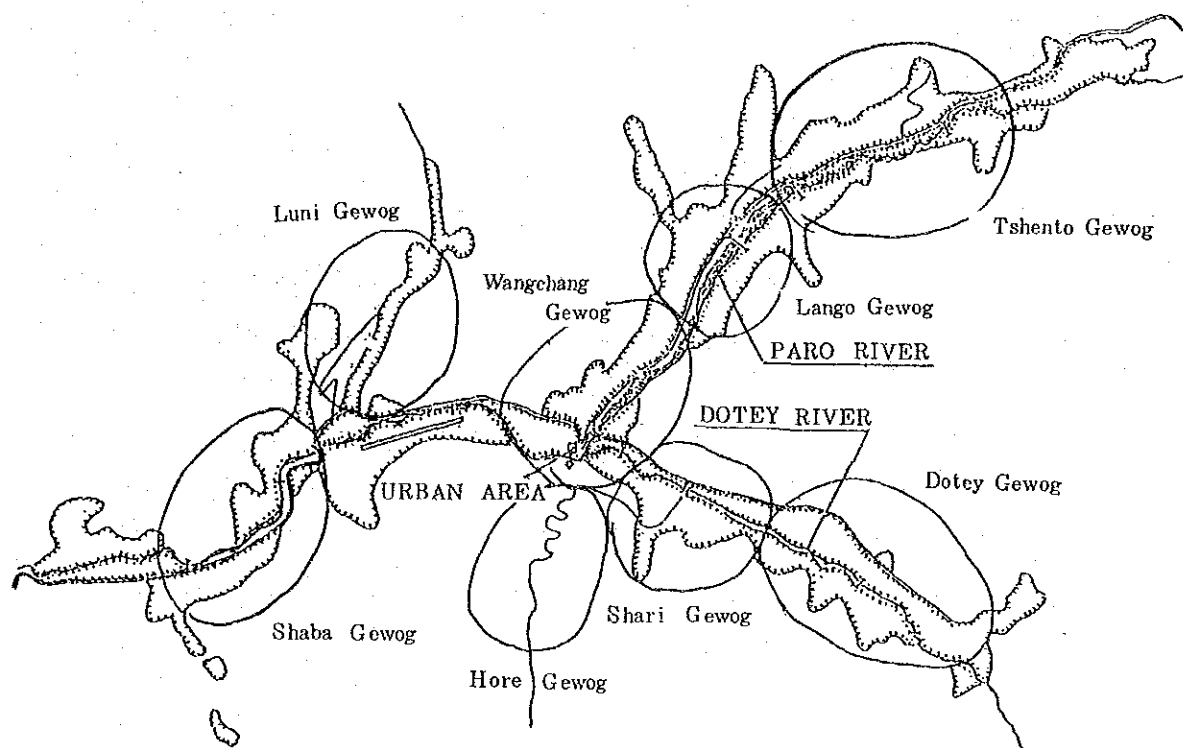 Luni Gewog
Tshento Gewog
Wangchang
Gewog
Lango Gewog
PARO RIVER
DOTEY RIVER
URBAN AREA
Dotey Gewog
Shaba Gewog
Shari Gewog
Hore Gewog